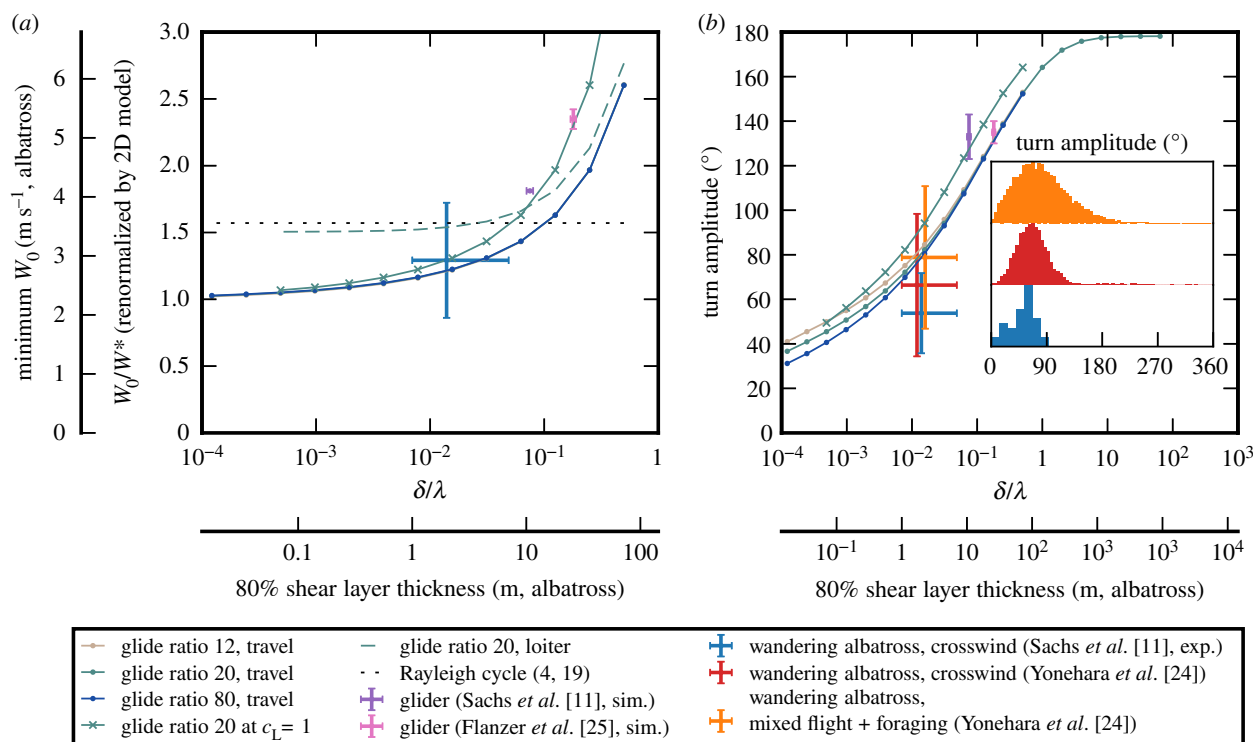 (a)
minimum W0 (m s−1, albatross)
6
5
4
3
2
1
0
W0/W* (renormalized by 2D model)
3.0
2.5
2.0
1.5
1.0
0.5
0
10−4 10−3 10−2 10−1 1
δ/λ
0.1 1 10 100
80% shear layer thickness (m, albatross)
(b)
turn amplitude (°)
180
160
140
120
100
80
60
40
20
0
turn amplitude (°)
0 90 180 270 360
10−4 10−3 10−2 10−1 1 10 102 103
δ/λ
10−1 1 10 102 103 103 104
80% shear layer thickness (m, albatross)
glide ratio 12, travel
glide ratio 20, travel
glide ratio 80, travel
glide ratio 20 at cL= 1
glide ratio 20, loiter
Rayleigh cycle (4, 19)
glider (Sachs et al. [11], sim.)
glider (Flanzer et al. [25], sim.)
wandering albatross, crosswind (Sachs et al. [11], exp.)
wandering albatross, crosswind (Yonehara et al. [24])
wandering albatross,
mixed flight + foraging (Yonehara et al. [24])